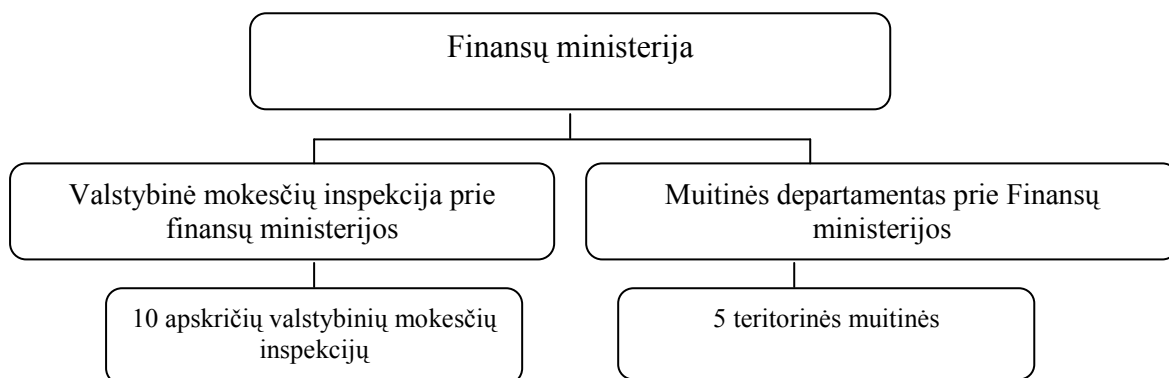 Finansų ministerija
Valstybinė mokesčių inspekcija prie
finansų ministerijos
Muitinės departamentas prie Finansų
ministerijos
10 apskričių valstybinių mokesčių
inspekcijų
5 teritorinės muitinės